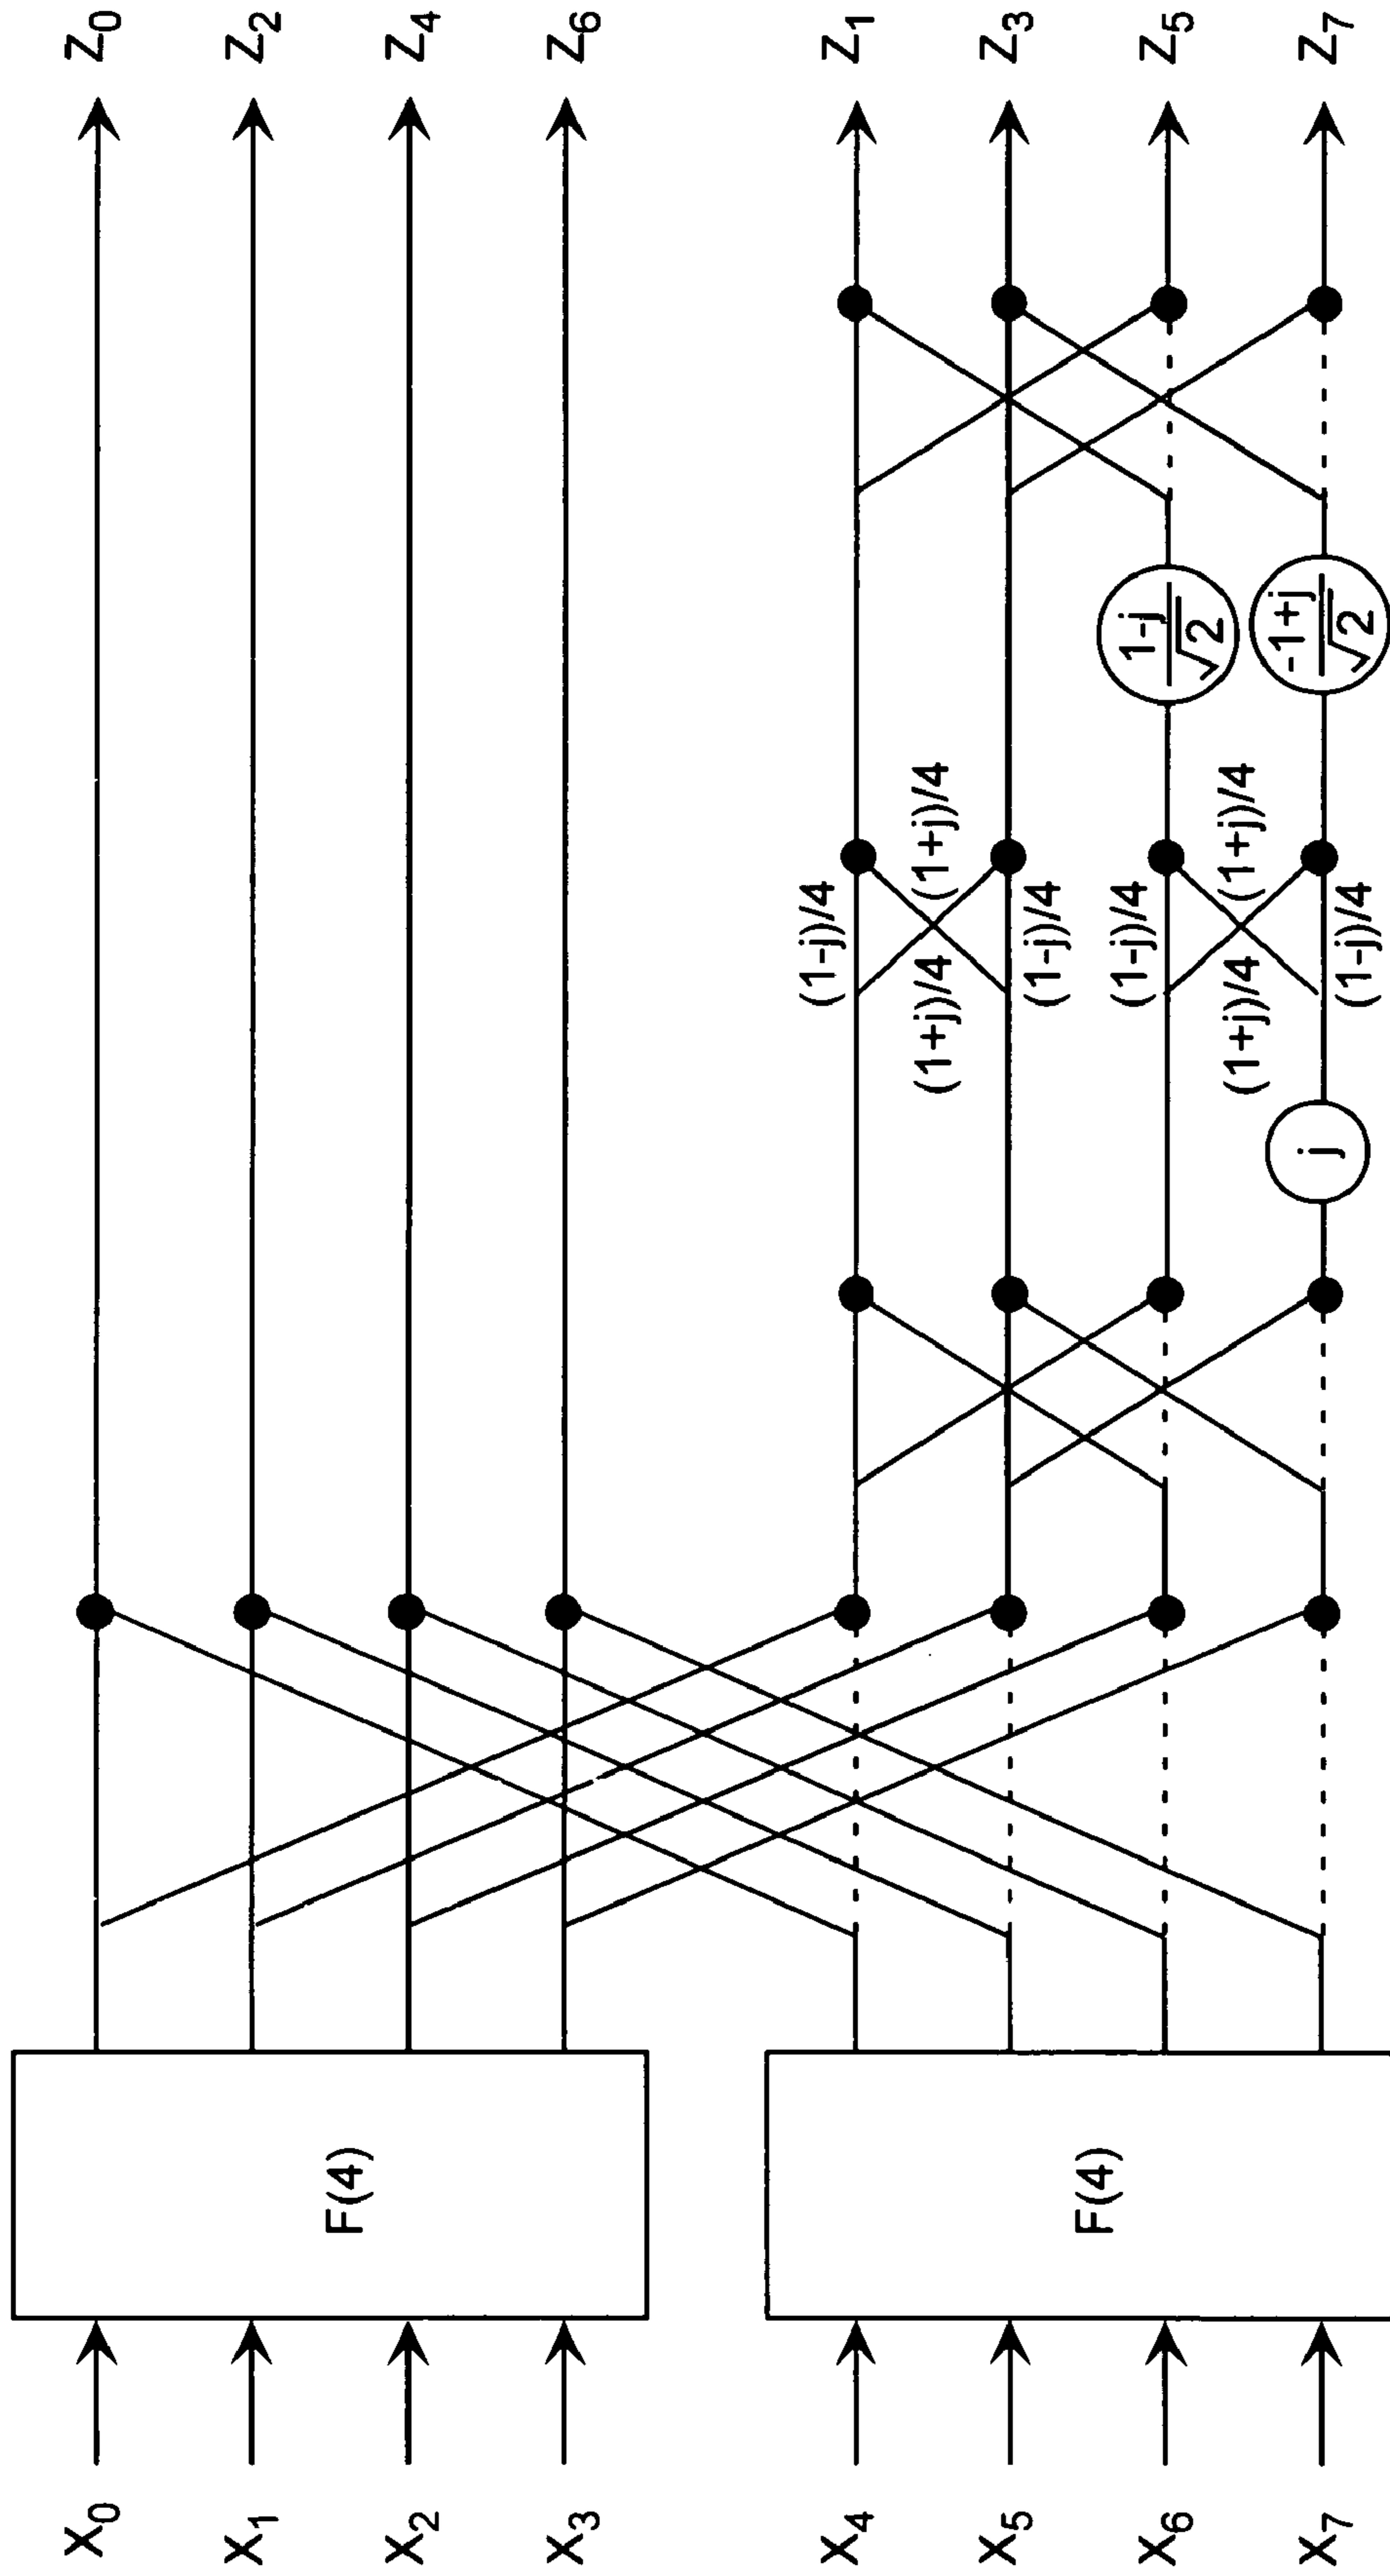 X0
X1
X2
X3
X4
X5
X6
X7
F(4)
F(4)
j
(1-j)/4
(1+j)/4
(1+j)/4
(1-j)/4
(1-j)/4
(1+j)/4
(1+j)/4
(1-j)/4
1-j
√2
-1+j
√2
Z0
Z2
Z4
Z6
Z1
Z3
Z5
Z7